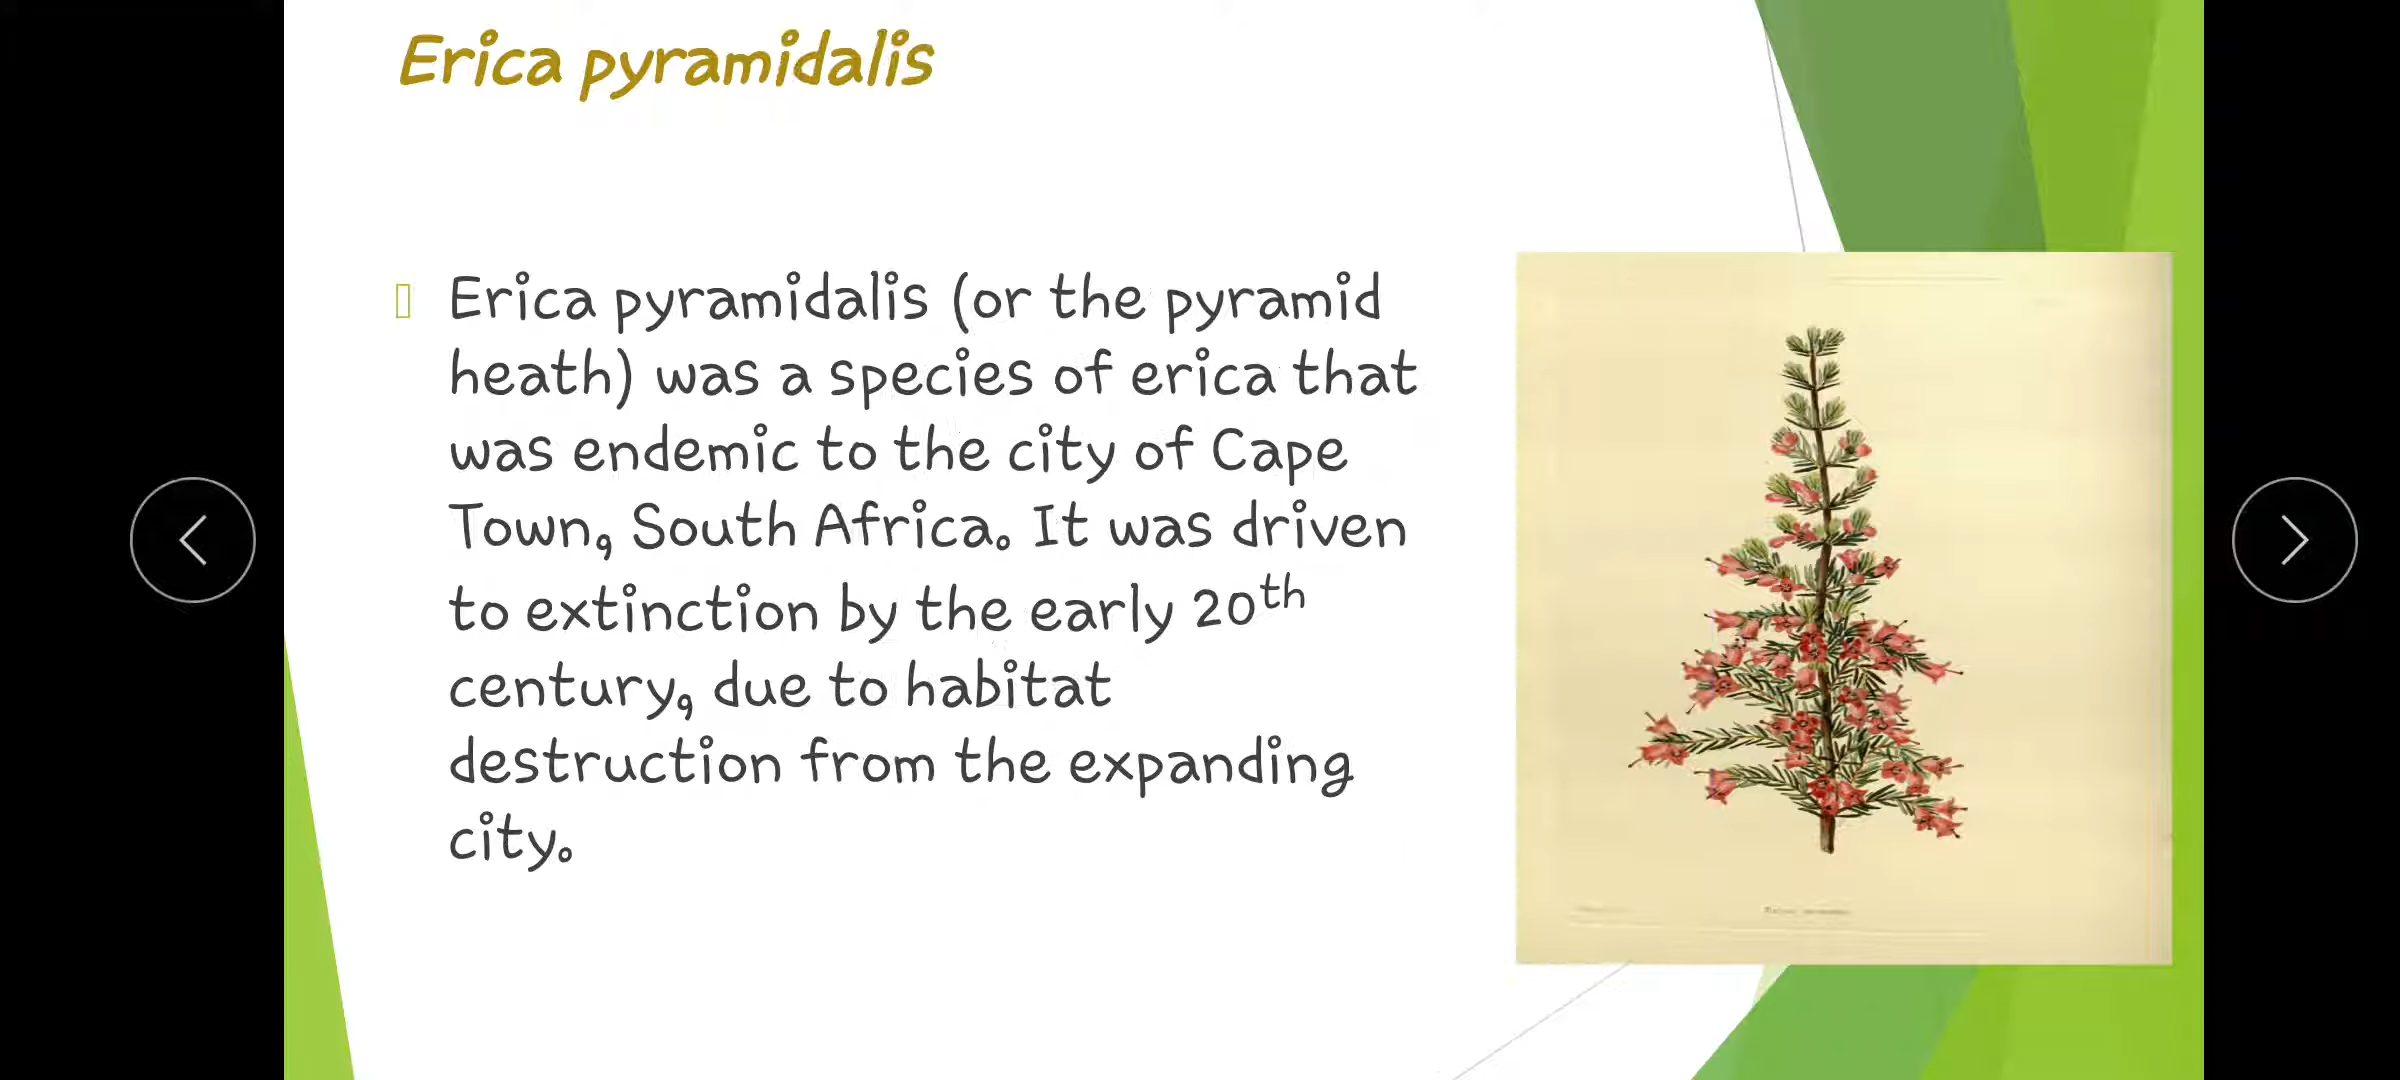 Erica pyramidalis
Erica pyramidalis (or the pyramid
heath) was a species of erica that
was endemic to the city of Cape
Town, South Africa. It was driven
to extinction by the early 20th
century, due to habitat
destruction from the expanding
city.